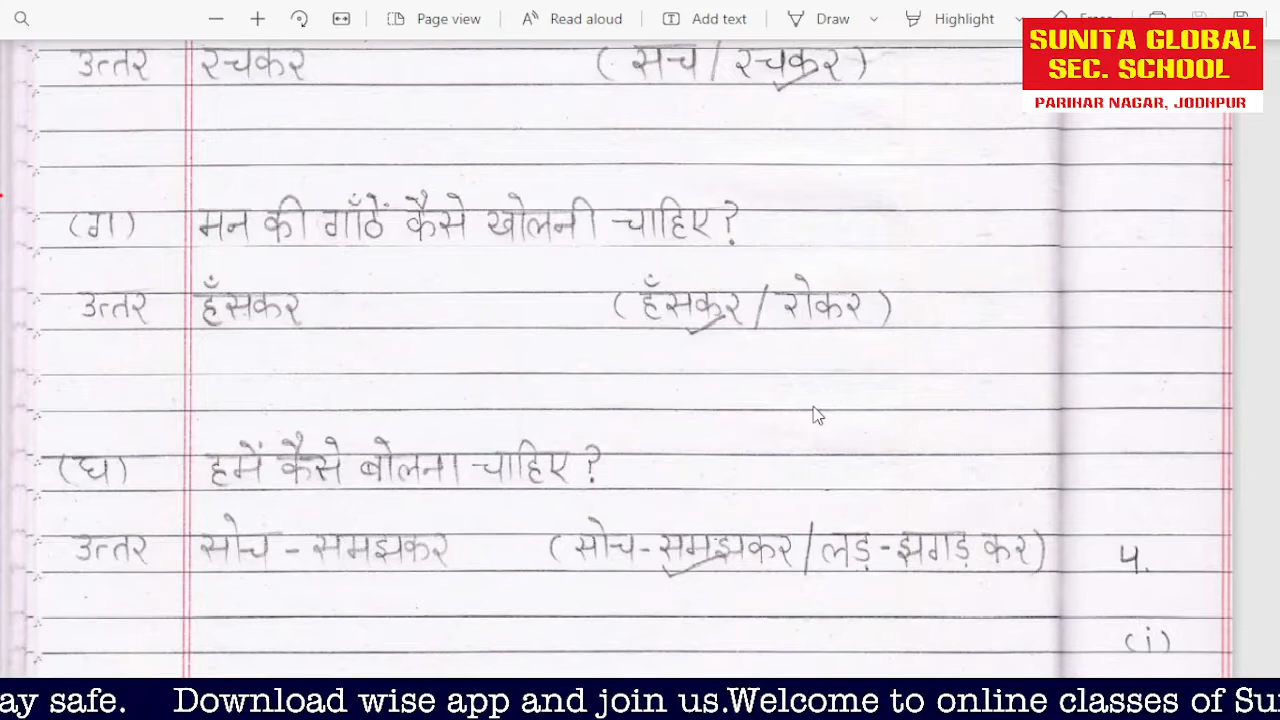 Page view Read aloud Add text Draw Highlight
SUNITA GLOBAL
SEC. SCHOOL
PARIHAR NAGAR, JODHPUR
उत्तर रचकर ( सच / रचकर )
(ग) मन की गाँठें कैसे खोलनी चाहिए ?
उत्तर हँसकर ( हँसकर / रोकर )
(घ) हमें कैसे बोलना चाहिए ?
उत्तर सोच - समझकर ( सोच-समझकर / लड़ -झगड़ कर )
५.
(i)
ay safe. Download wise app and join us.Welcome to online classes of Su